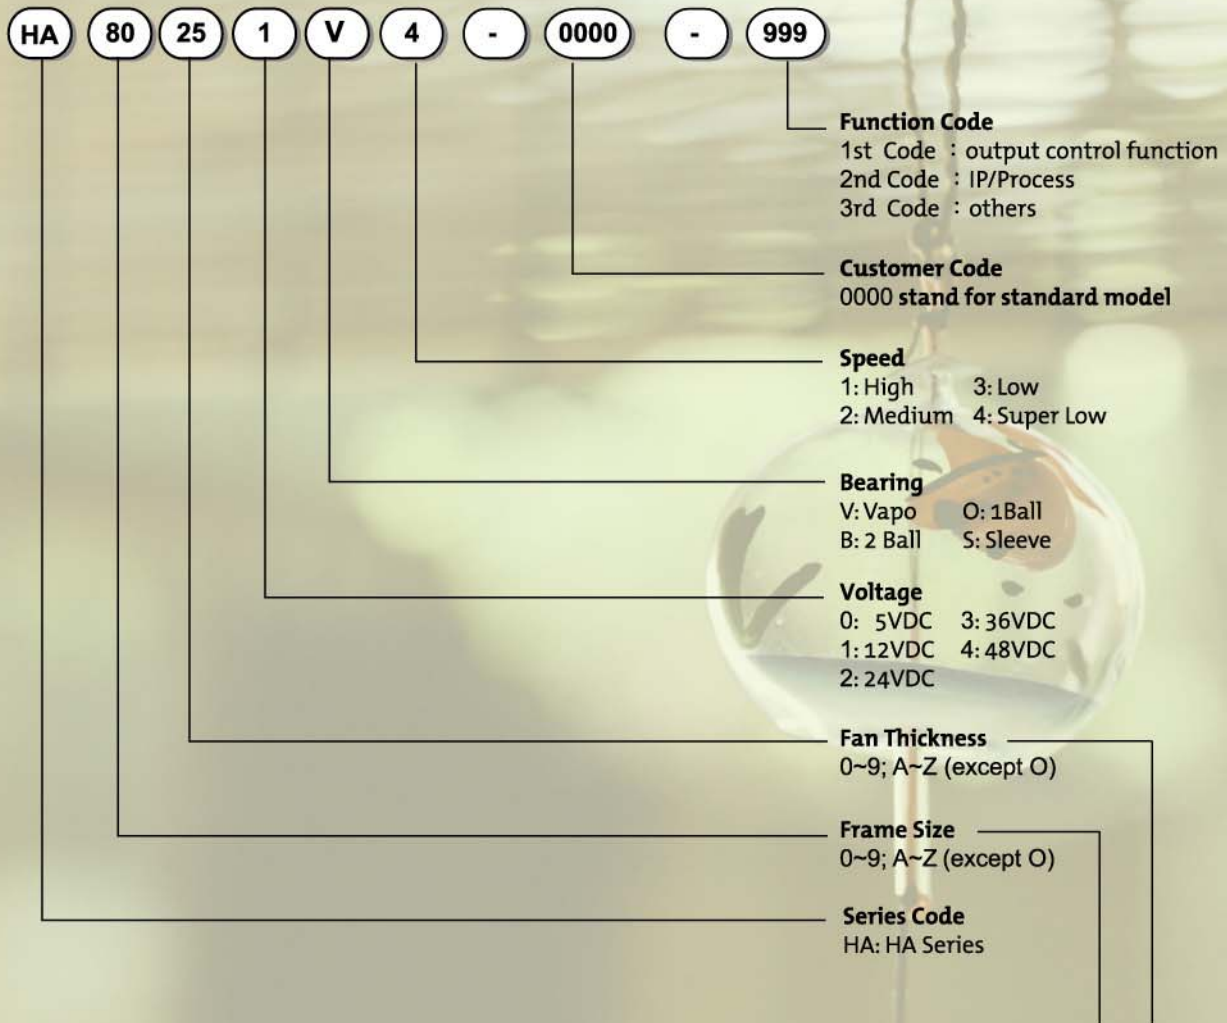 HA 80 25 1 V 4 - 0000 - 999
Function Code
1st Code : output control function
2nd Code : IP/Process
3rd Code : others
Customer Code
0000 stand for standard model
Speed
1: High 3: Low
2: Medium 4: Super Low
Bearing
V: Vapo O: 1Ball
B: 2 Ball S: Sleeve
Voltage
0: 5VDC 3: 36VDC
1: 12VDC 4: 48VDC
2: 24VDC
Fan Thickness
0~9; A~Z (except O)
Frame Size
0~9; A~Z (except O)
Series Code
HA: HA Series